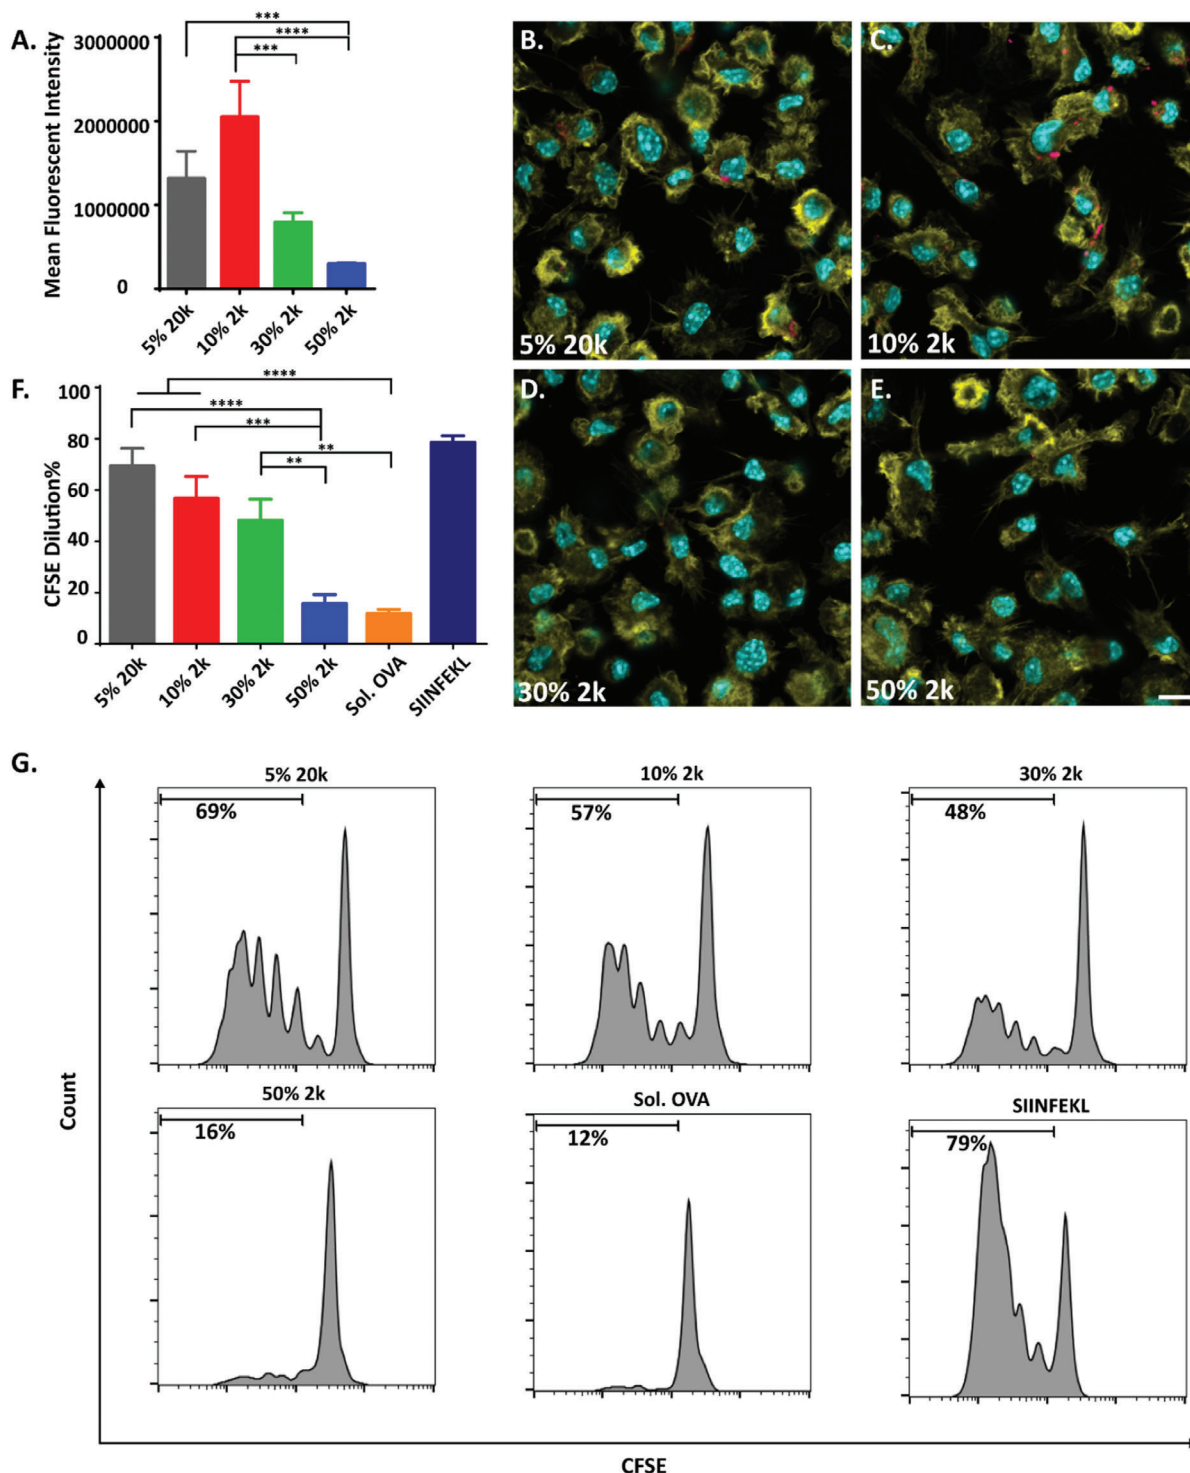 A.
***
****
***
Mean Fluorescent Intensity
3000000
2000000
1000000
0
5% 20k
10% 2k
30% 2k
50% 2k
B.
5% 20k
C.
10% 2k
D.
30% 2k
E.
50% 2k
F.
****
****
***
**
**
CFSE Dilution%
100
80
60
40
20
0
5% 20k
10% 2k
30% 2k
50% 2k
Sol. OVA
SIINFEKL
G.
Count
5% 20k
69%
10% 2k
57%
30% 2k
48%
50% 2k
16%
Sol. OVA
12%
SIINFEKL
79%
CFSE